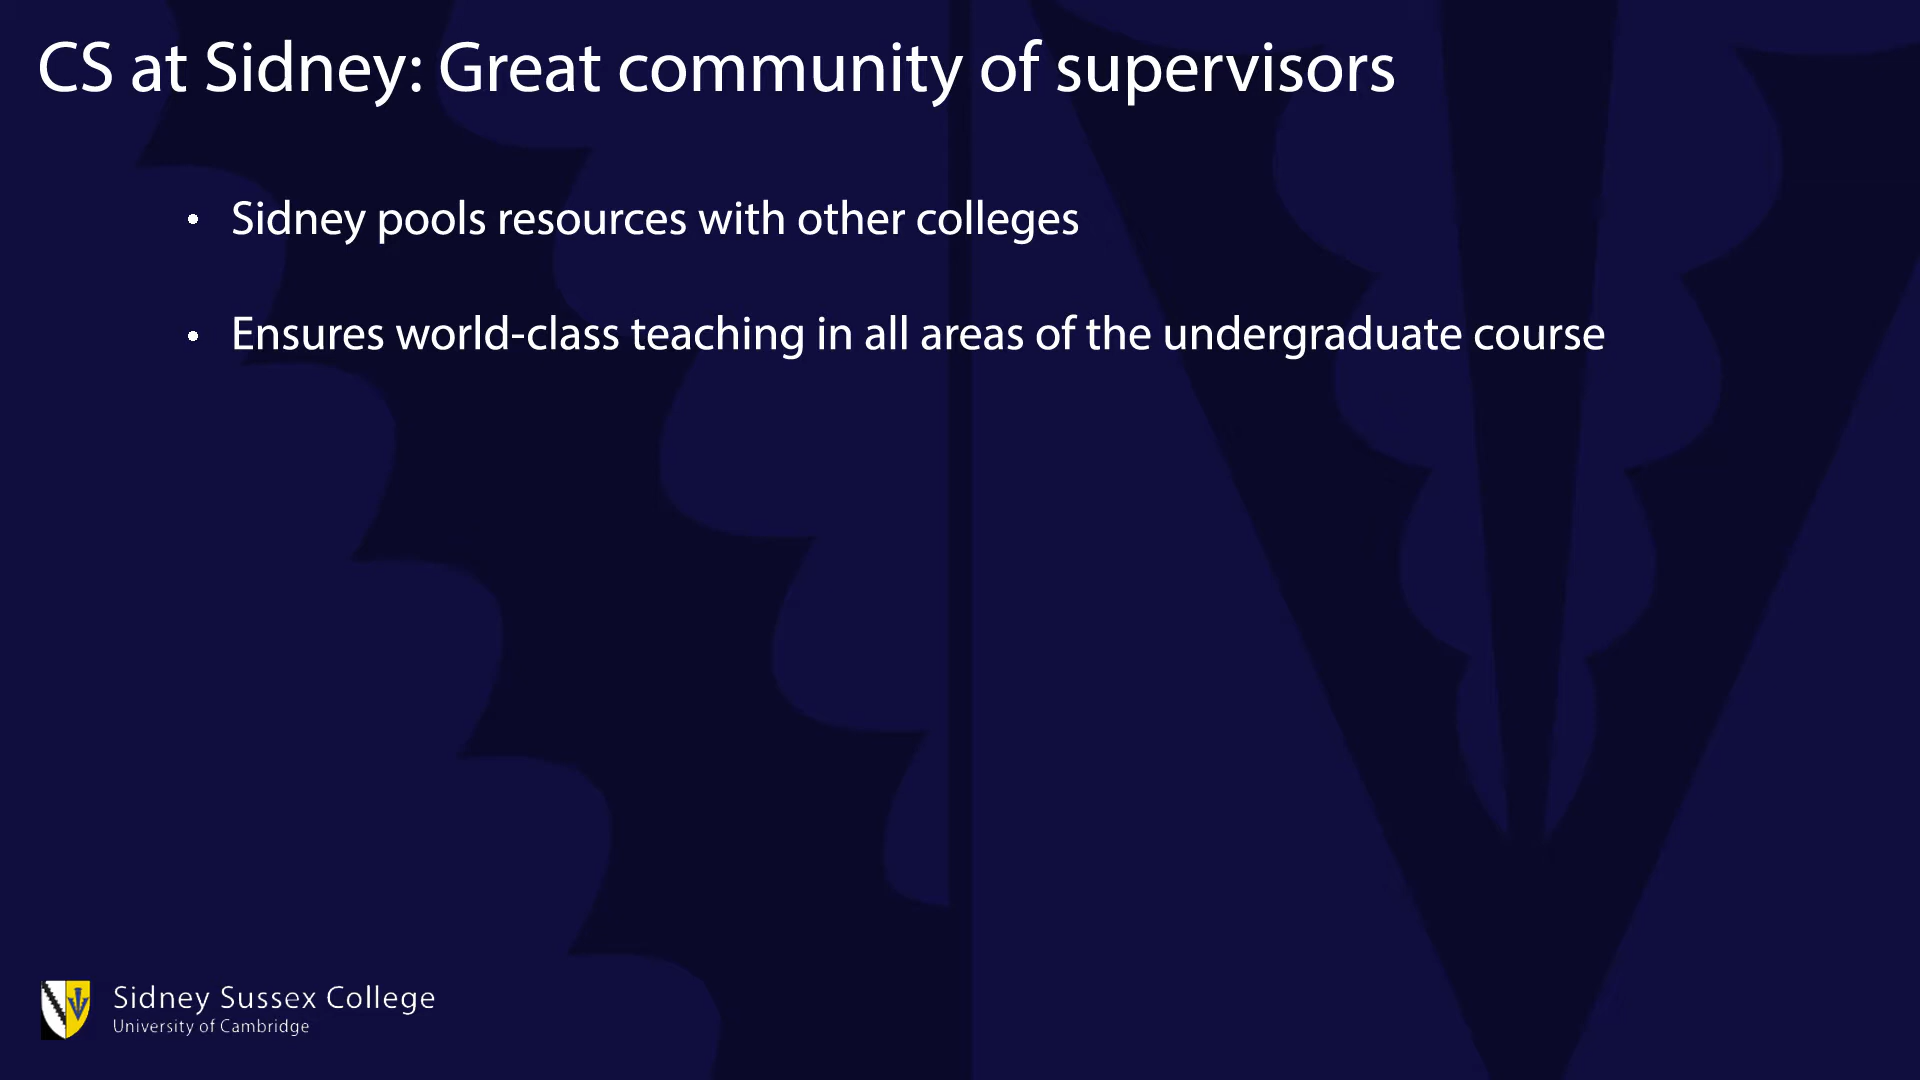 CS at Sidney: Great community of supervisors
• Sidney pools resources with other colleges
• Ensures world-class teaching in all areas of the undergraduate course
Sidney Sussex College
University of Cambridge